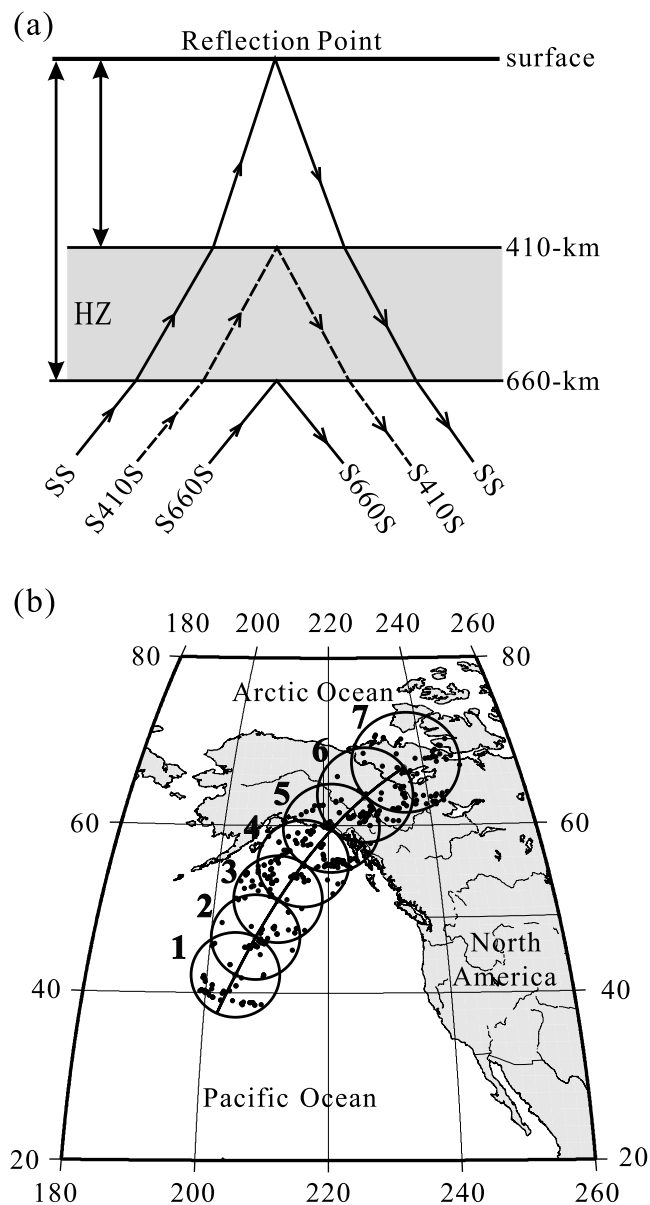 (a)
Reflection Point
surface
410-km
HZ
660-km
SS
S410S
S660S
S660S
S410S
SS
(b)
180 200 220 240 260
80 80
Arctic Ocean
7
6
5
60 60
4
3
2
1
North
America
40 40
Pacific Ocean
20 20
180 200 220 240 260